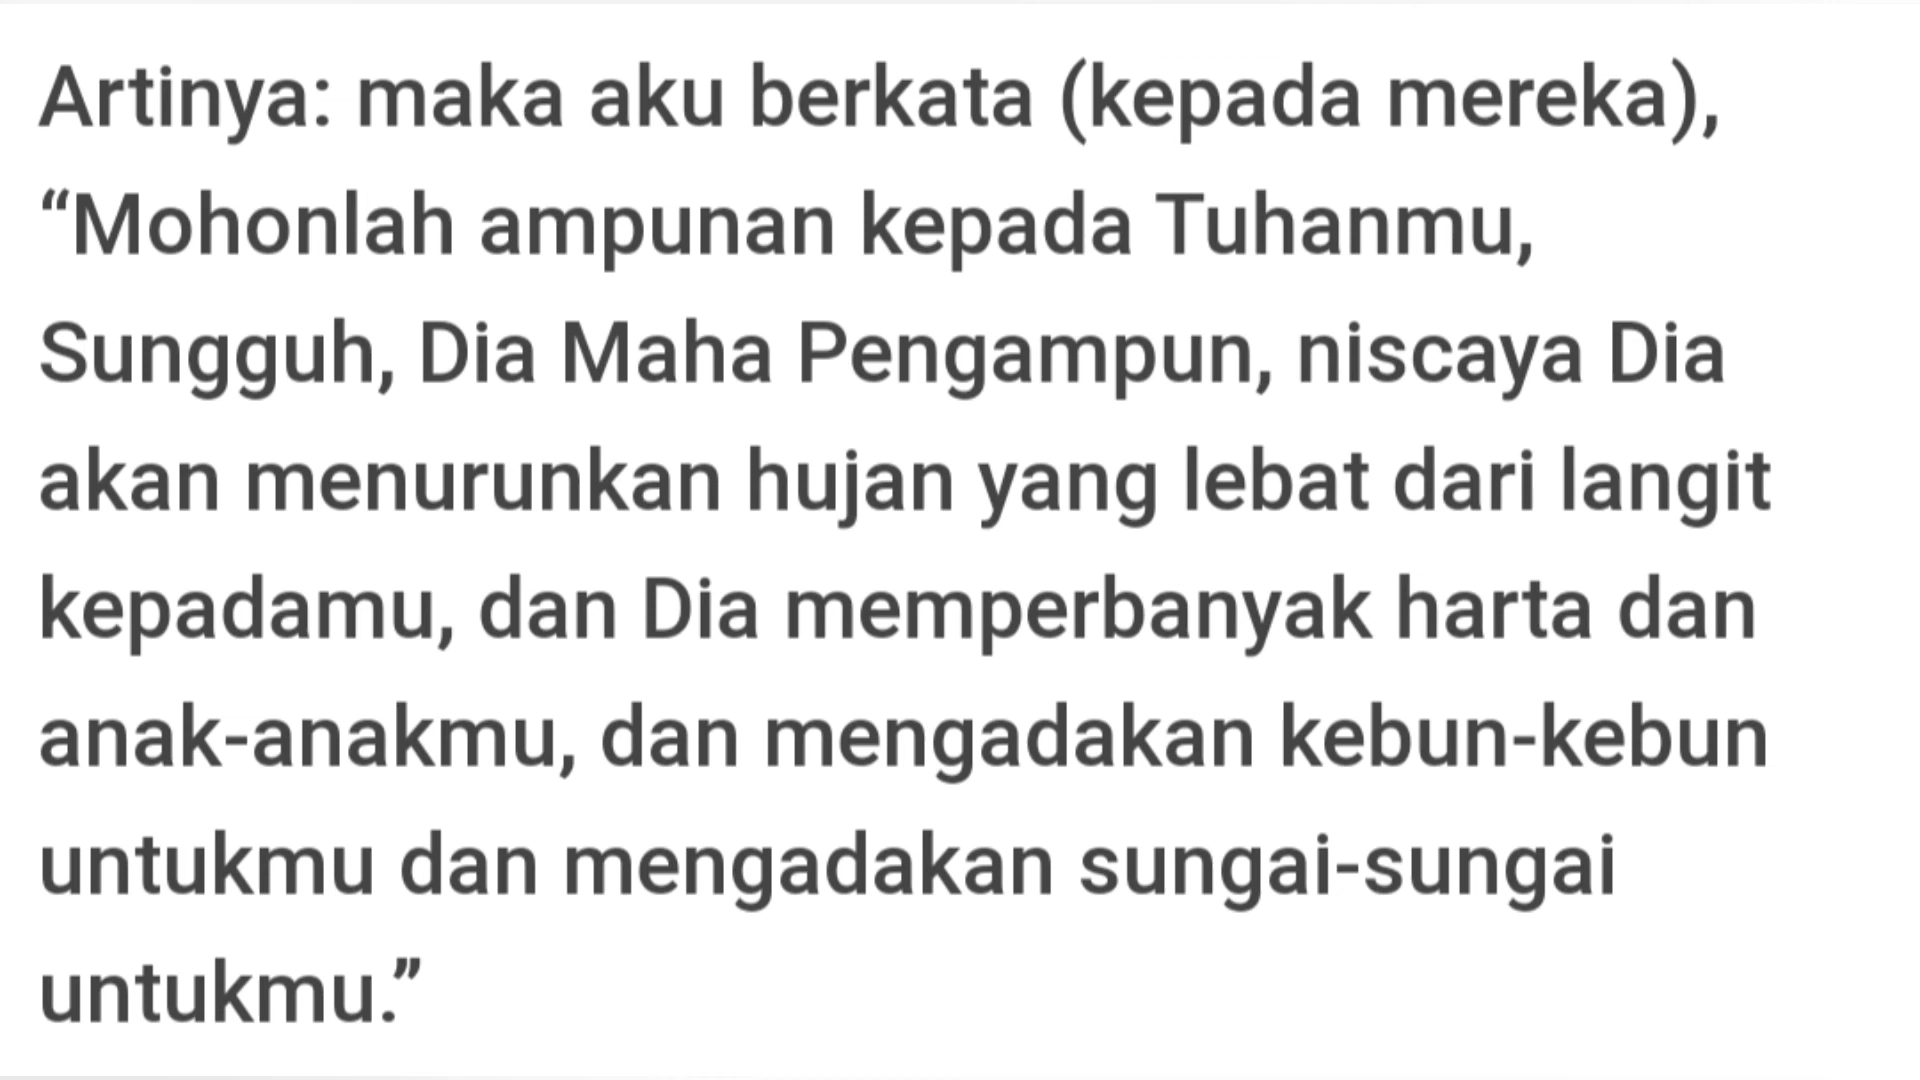 Artinya: maka aku berkata (kepada mereka),
“Mohonlah ampunan kepada Tuhanmu,
Sungguh, Dia Maha Pengampun, niscaya Dia
akan menurunkan hujan yang lebat dari langit
kepadamu, dan Dia memperbanyak harta dan
anak-anakmu, dan mengadakan kebun-kebun
untukmu dan mengadakan sungai-sungai
untukmu.”